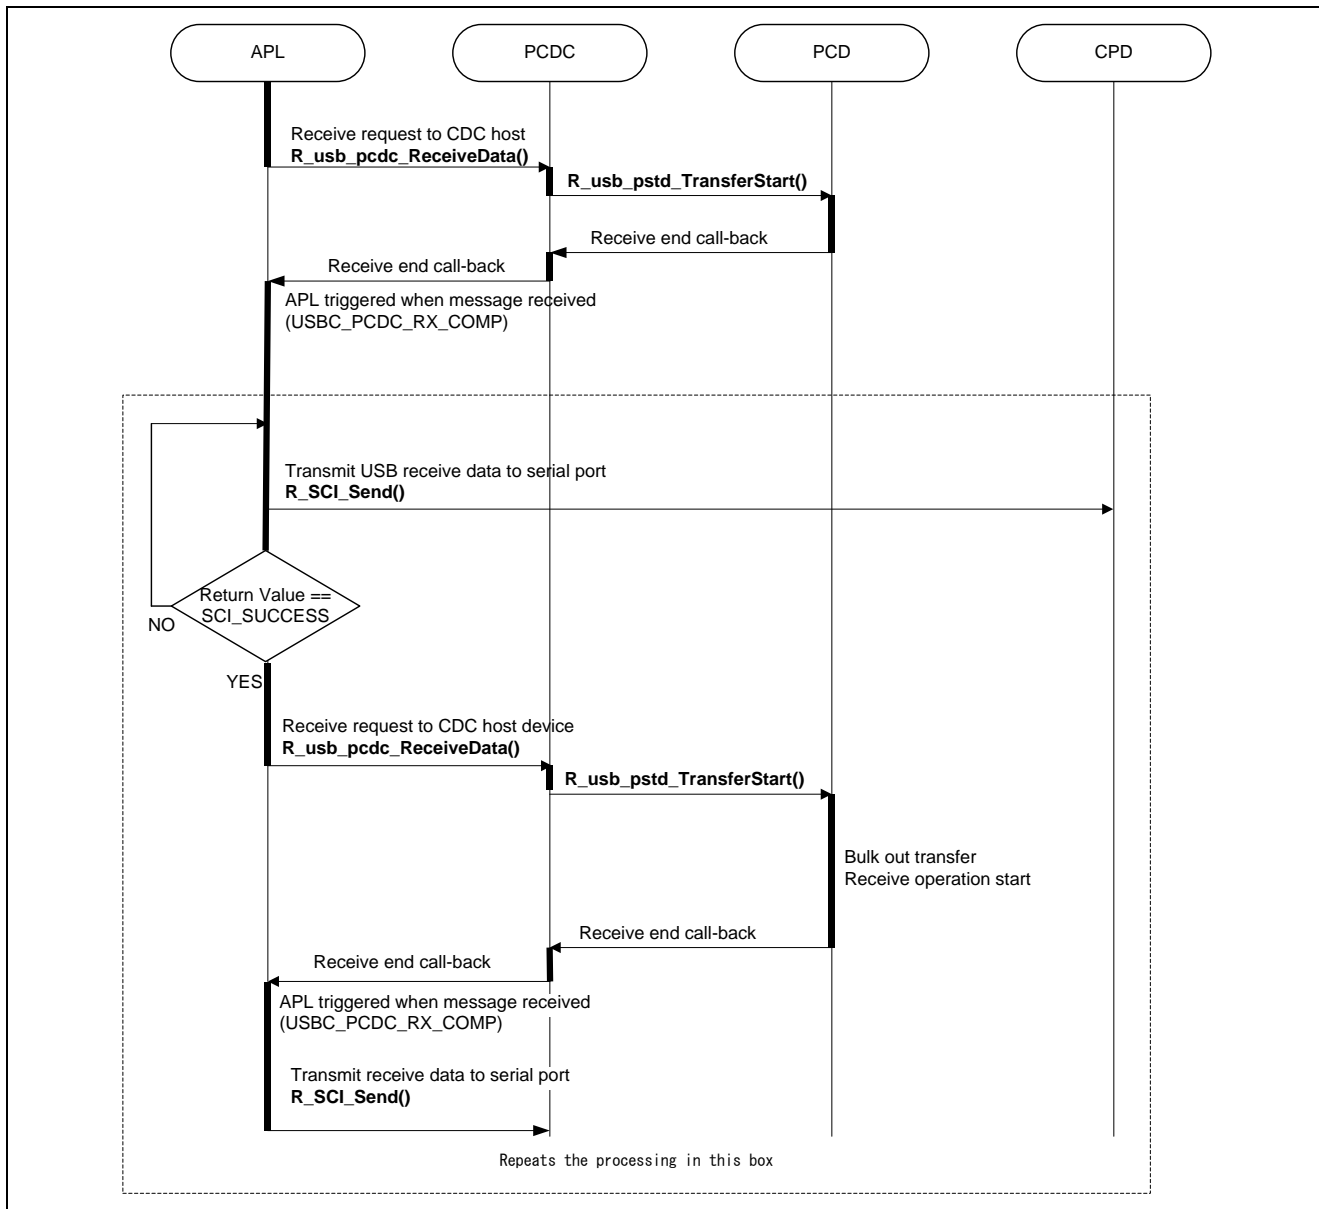 APL
PCDC
PCD
CPD
Receive request to CDC host
R_usb_pcdc_ReceiveData()
R_usb_pstd_TransferStart()
Receive end call-back
Receive end call-back
APL triggered when message received
(USBC_PCDC_RX_COMP)
Transmit USB receive data to serial port
R_SCI_Send()
Return Value ==
SCI_SUCCESS
NO
YES
Receive request to CDC host device
R_usb_pcdc_ReceiveData()
R_usb_pstd_TransferStart()
Bulk out transfer
Receive operation start
Receive end call-back
Receive end call-back
APL triggered when message received
(USBC_PCDC_RX_COMP)
Transmit receive data to serial port
R_SCI_Send()
Repeats the processing in this box